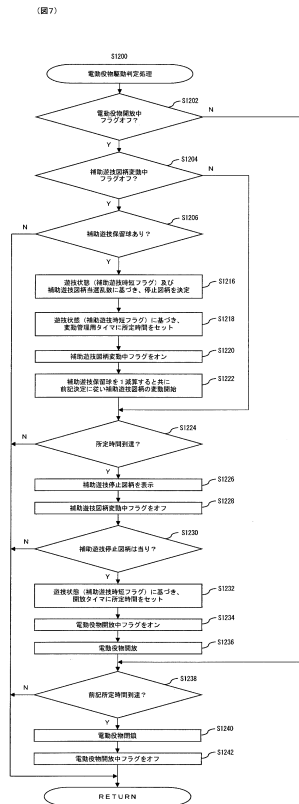 (図7)
S1200
電動役物駆動判定処理
S1202
電動役物開放中
フラグオフ?
N
Y
S1204
補助遊技図柄変動中
フラグオフ?
N
Y
S1206
補助遊技保留球あり?
N
Y
S1216
遊技状態(補助遊技時短フラグ)及び
補助遊技図柄当選乱数に基づき、停止図柄を決定
S1218
遊技状態(補助遊技時短フラグ)に基づき、
変動管理用タイマに所定時間をセット
S1220
補助遊技図柄変動中フラグをオン
S1222
補助遊技保留球を1減算すると共に
前記決定に従い補助遊技図柄の変動開始
S1224
所定時間到達?
N
Y
S1226
補助遊技停止図柄を表示
S1228
補助遊技図柄変動中フラグをオフ
S1230
補助遊技停止図柄は当り?
N
Y
S1232
遊技状態(補助遊技時短フラグ)に基づき、
開放タイマに所定時間をセット
S1234
電動役物開放中フラグをオン
S1236
電動役物開放
S1238
前記所定時間到達?
N
Y
S1240
電動役物閉鎖
S1242
電動役物開放中フラグをオフ
RETURN